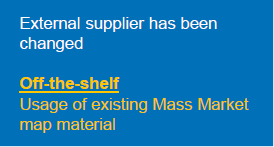 External supplier has been
changed
Off-the-shelf
Usage of existing Mass Market
map material